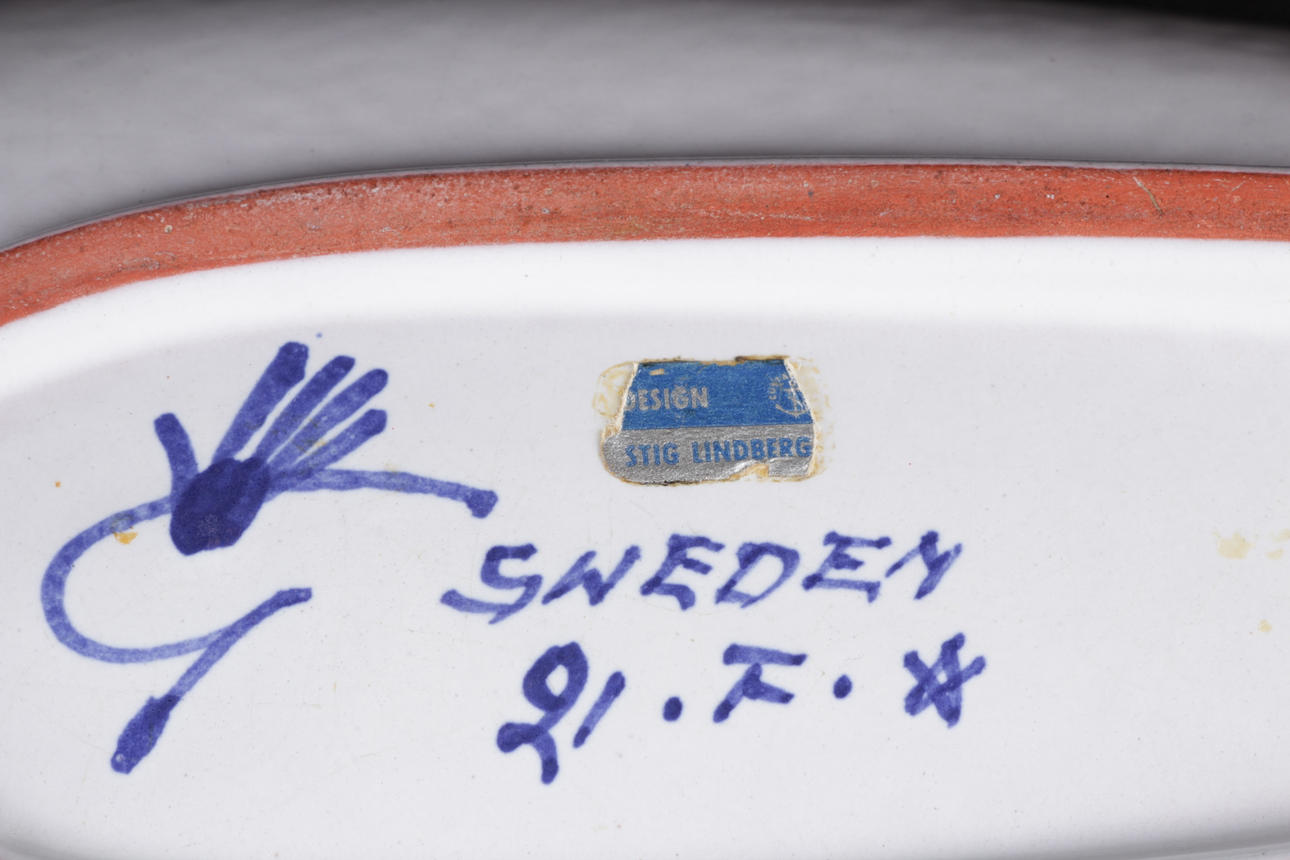 DESIGN
STIG LINDBERG
SWEDEN
21 . F .